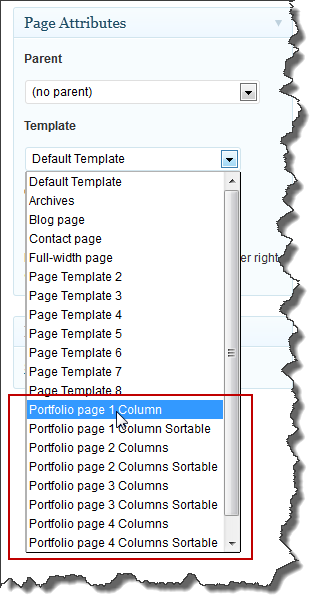 Page Attributes
Parent
(no parent)
Template
Default Template
Default Template
Archives
Blog page
Contact page
Full-width page
er right
Page Template 2
Page Template 3
Page Template 4
Page Template 5
Page Template 6
Page Template 7
Page Template 8
Portfolio page 1 Column
Portfolio page 1 Column Sortable
Portfolio page 2 Columns
Portfolio page 2 Columns Sortable
Portfolio page 3 Columns
Portfolio page 3 Columns Sortable
Portfolio page 4 Columns
Portfolio page 4 Columns Sortable